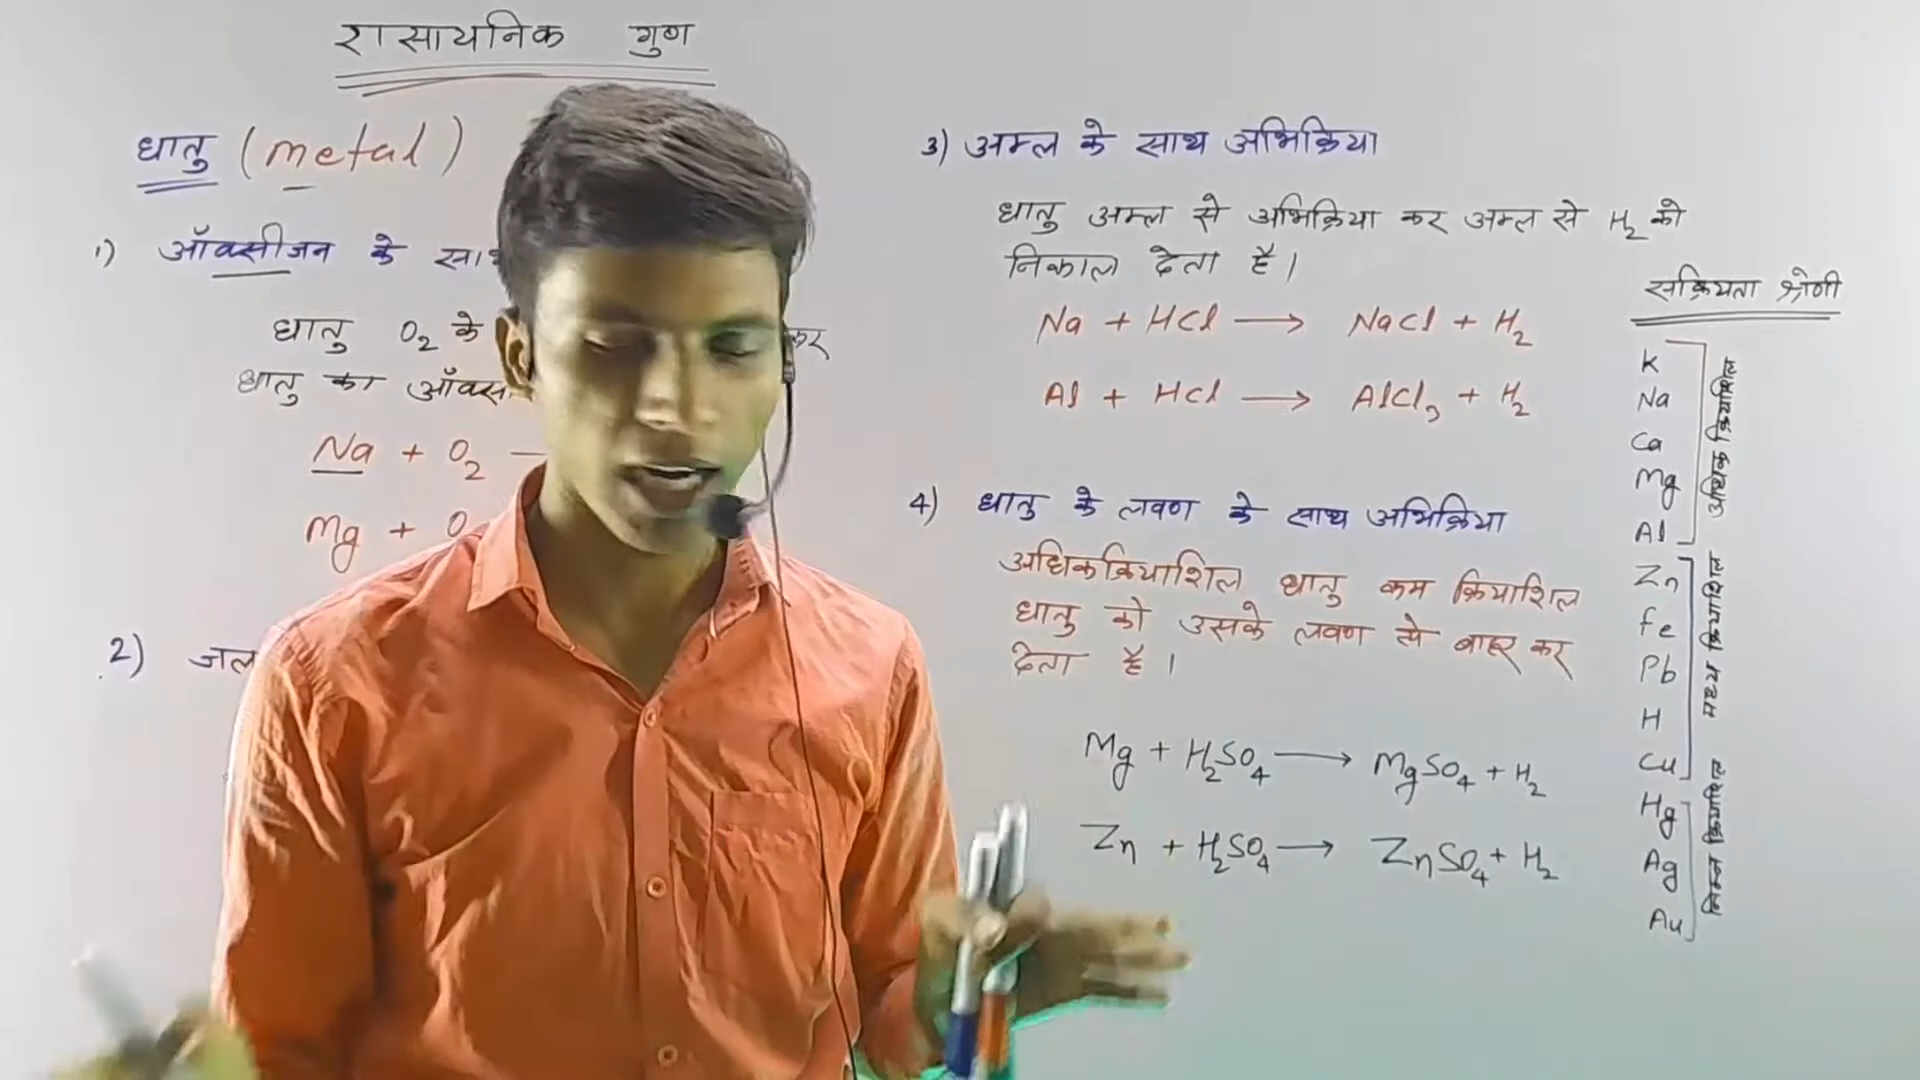 रासायनिक गुण
धातु (metal)
1) ऑक्सीजन के साथ
धातु O₂ के कर
धातु का
Na + O₂
Mg + O
2) जल
3) अम्ल के साथ अभिक्रिया
धातु अम्ल से अभिक्रिया कर अम्ल से H₂ को
निकाल देता है।
Na + HCl ⟶ NaCl + H₂
Al + HCl ⟶ AlCl₃ + H₂
4) धातु के लवण के साथ अभिक्रिया
अधिकक्रियाशिल धातु कम क्रियाशिल
धातु को उसके लवण से बाहर कर
देता है।
Mg + H₂SO₄ ⟶ MgSO₄ + H₂
Zn + H₂SO₄ ⟶ ZnSO₄ + H₂
सक्रियता श्रेणी
K
Na
Ca
Mg
Al
अधिक क्रियाशिल
Zn
fe
Pb
H
Cu
मध्य क्रियाशिल
Hg
Ag
Au
निम्न क्रियाशिल